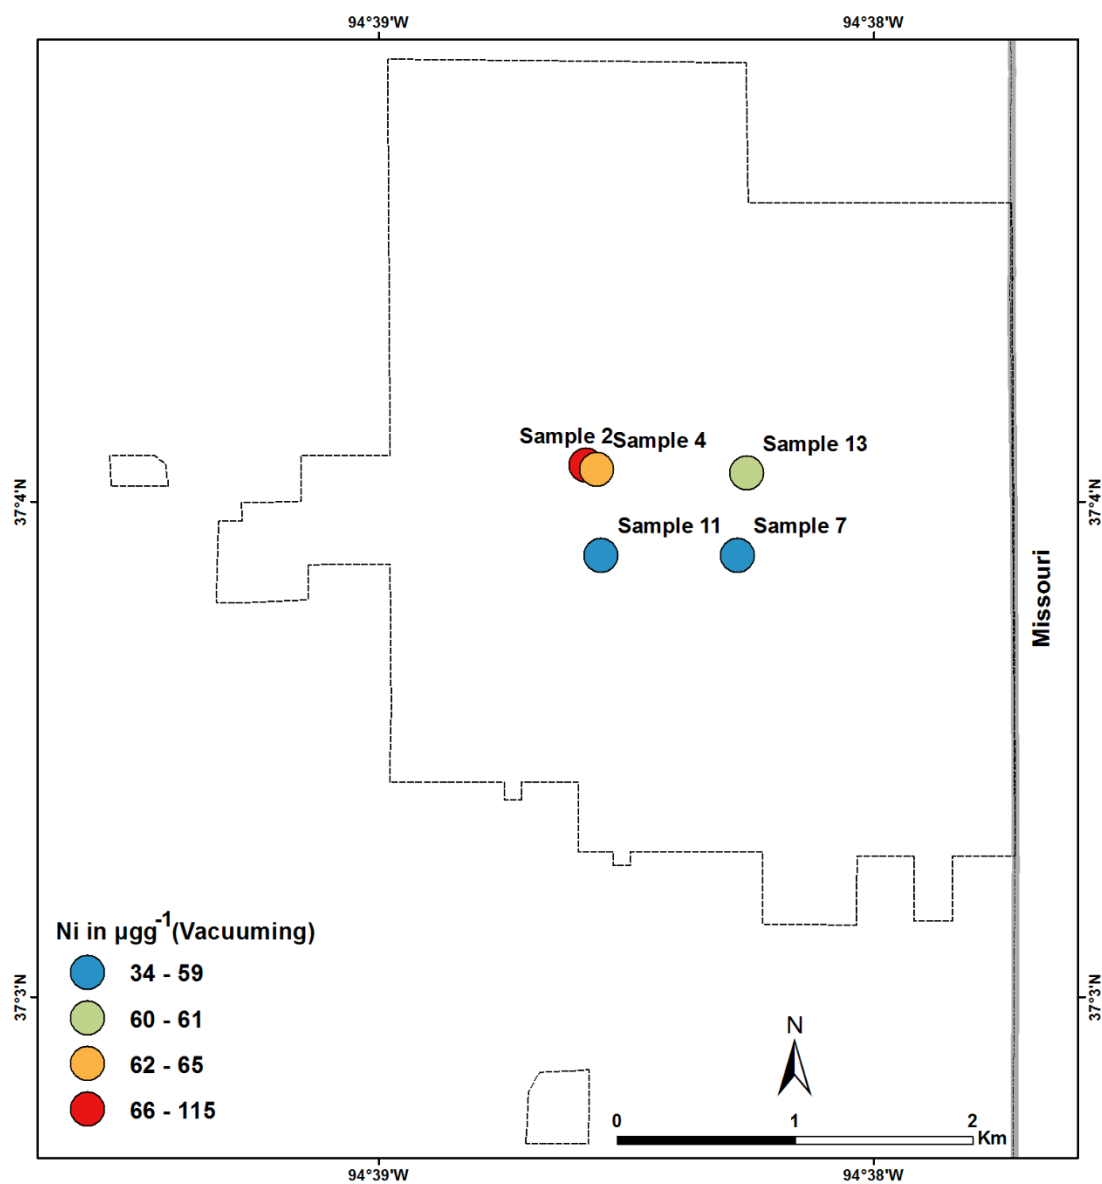 94°39'W
94°38'W
Sample 2
Sample 4
Sample 13
37°4'N
37°4'N
Sample 11
Sample 7
Missouri
Ni in µgg⁻¹(Vacuuming)
34 - 59
60 - 61
62 - 65
66 - 115
37°3'N
37°3'N
N
0
1
2
Km
94°39'W
94°38'W